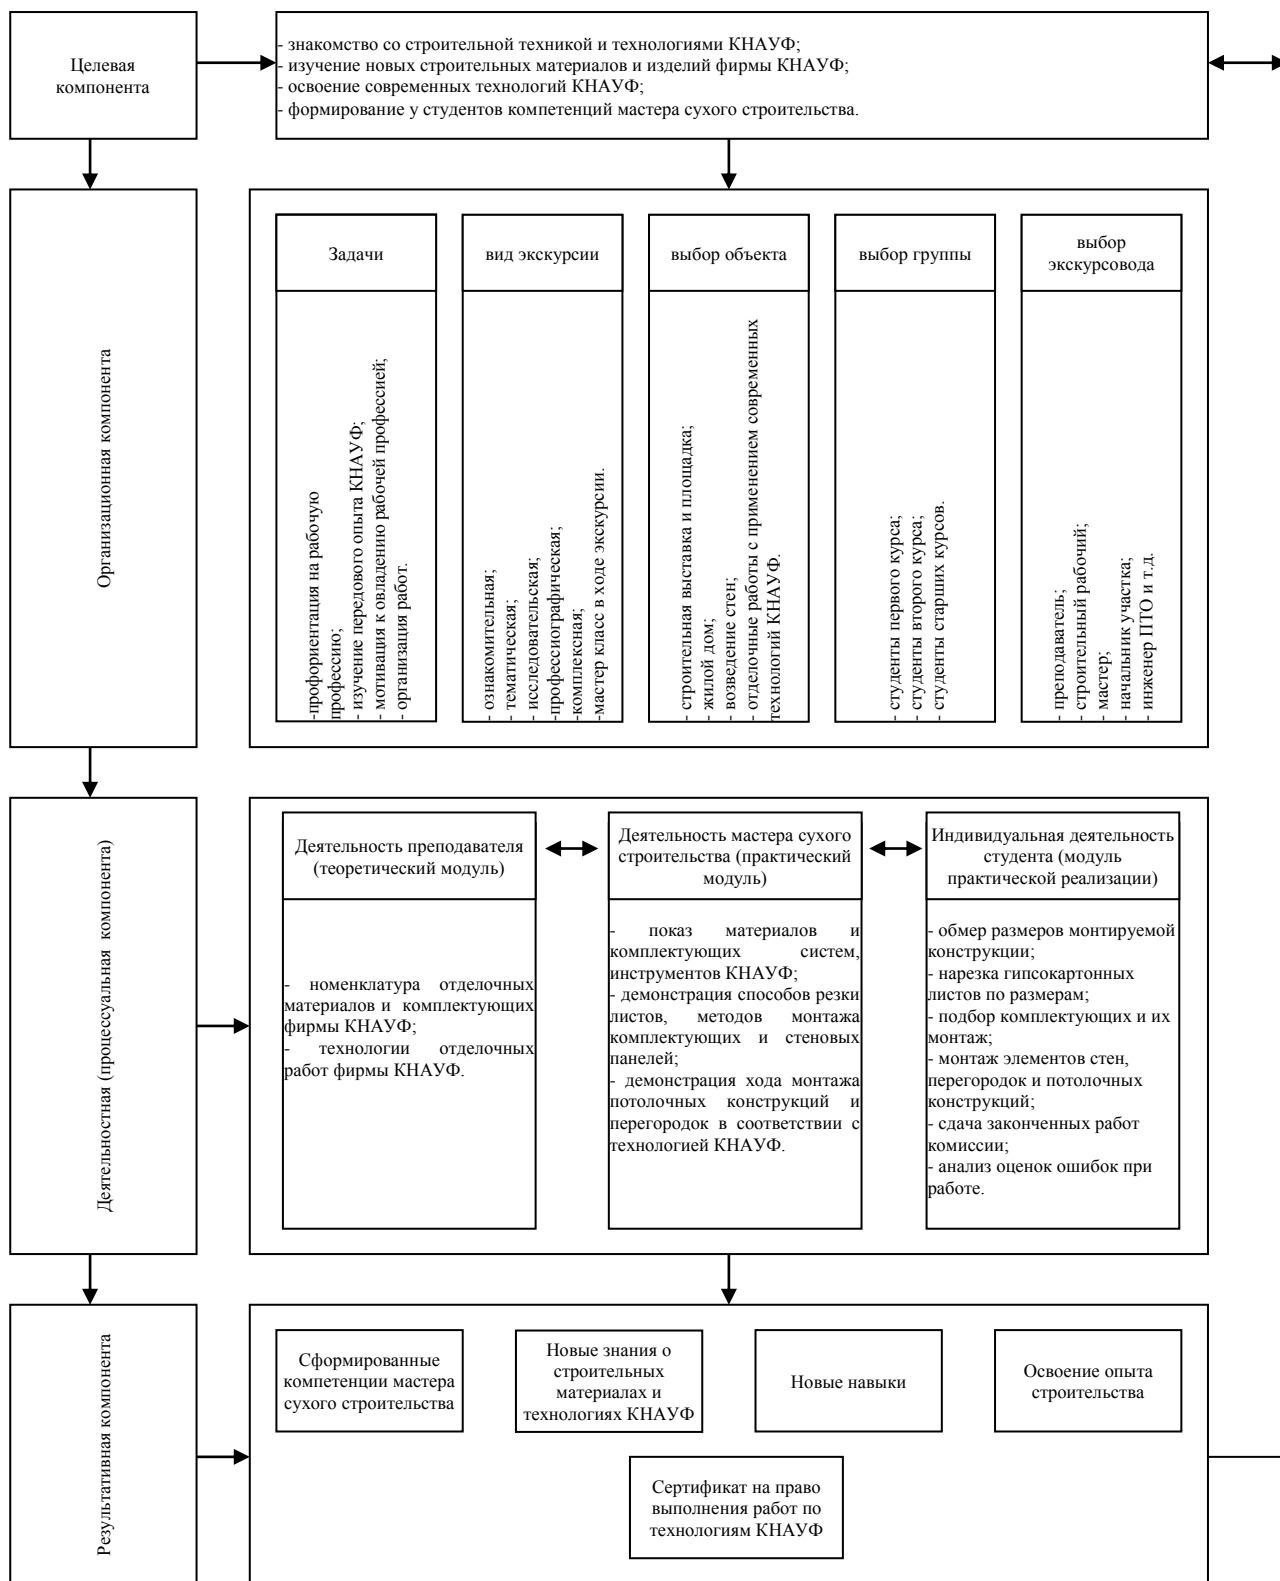 Целевая
компонента
- знакомство со строительной техникой и технологиями КНАУФ;
- изучение новых строительных материалов и изделий фирмы КНАУФ;
- освоение современных технологий КНАУФ;
- формирование у студентов компетенций мастера сухого строительства.
Организационная компонента
Задачи
-профориентация на рабочую
профессию;
- изучение передового опыта КНАУФ;
- мотивация к овладению рабочей профессией;
- организация работ.
вид экскурсии
- ознакомительная;
- тематическая;
- исследовательская;
-профессиографическая;
-комплексная;
-мастер класс в ходе экскурсии.
выбор объекта
- строительная выставка и площадка;
- жилой дом;
- возведение стен;
- отделочные работы с применением современных
технологий КНАУФ.
выбор группы
- студенты первого курса;
- студенты второго курса;
- студенты старших курсов.
выбор
экскурсовода
- преподаватель;
- строительный рабочий;
- мастер;
- начальник участка;
- инженер ПТО и т.д.
Деятельностная (процессуальная компонента)
Деятельность преподавателя
(теоретический модуль)
- номенклатура отделочных
материалов и комплектующих
фирмы КНАУФ;
- технологии отделочных
работ фирмы КНАУФ.
Деятельность мастера сухого
строительства (практический
модуль)
- показ материалов и
комплектующих систем,
инструментов КНАУФ;
- демонстрация способов резки
листов, методов монтажа
комплектующих и стеновых
панелей;
- демонстрация хода монтажа
потолочных конструкций и
перегородок в соответствии с
технологией КНАУФ.
Индивидуальная деятельность
студента (модуль
практической реализации)
- обмер размеров монтируемой
конструкции;
- нарезка гипсокартонных
листов по размерам;
- подбор комплектующих и их
монтаж;
- монтаж элементов стен,
перегородок и потолочных
конструкций;
- сдача законченных работ
комиссии;
- анализ оценок ошибок при
работе.
Результативная компонента
Сформированные
компетенции мастера
сухого строительства
Новые знания о
строительных
материалах и
технологиях КНАУФ
Новые навыки
Освоение опыта
строительства
Сертификат на право
выполнения работ по
технологиям КНАУФ